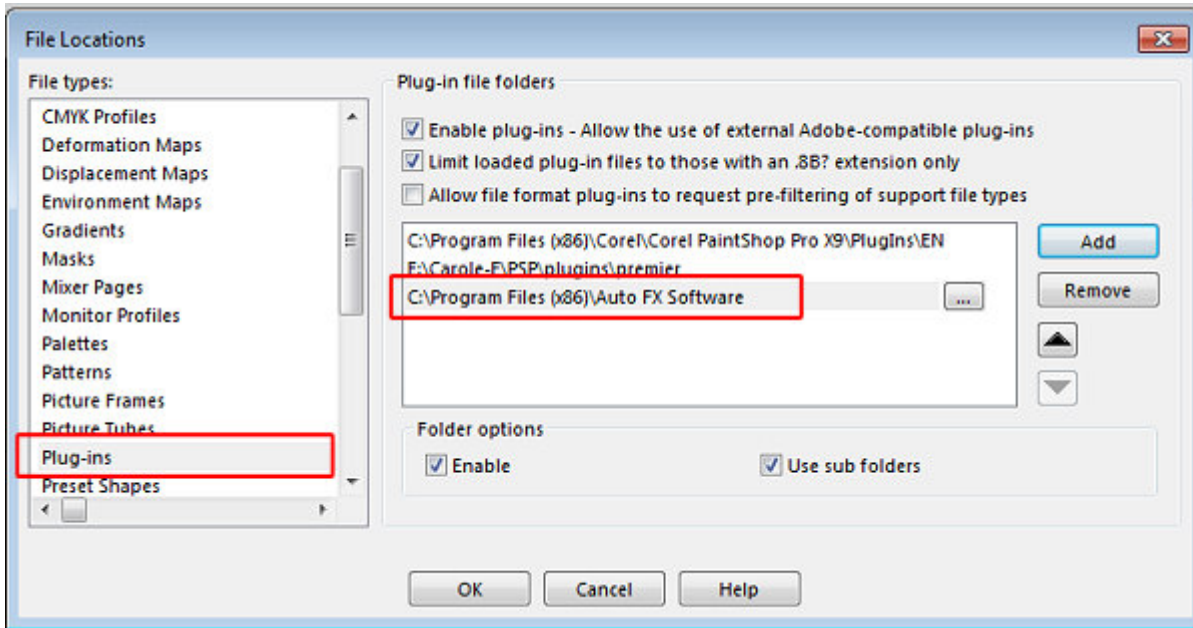 File Locations
File types:
CMYK Profiles
Deformation Maps
Displacement Maps
Environment Maps
Gradients
Masks
Mixer Pages
Monitor Profiles
Palettes
Patterns
Picture Frames
Picture Tubes
Plug-ins
Preset Shapes
Plug-in file folders
Enable plug-ins - Allow the use of external Adobe-compatible plug-ins
Limit loaded plug-in files to those with an .8B? extension only
Allow file format plug-ins to request pre-filtering of support file types
C:\Program Files (x86)\Corel\Corel PaintShop Pro X9\PlugIns\EN
E:\Carole-E\PSP\plugins\premier
C:\Program Files (x86)\Auto FX Software
...
Add
Remove
Folder options
Enable
Use sub folders
OK
Cancel
Help